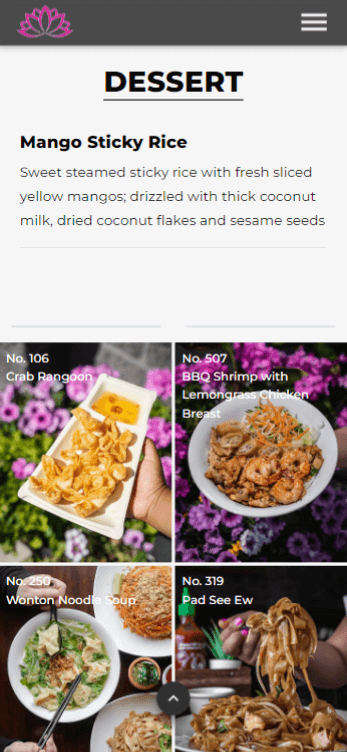 DESSERT
Mango Sticky Rice
Sweet steamed sticky rice with fresh sliced
yellow mangos; drizzled with thick coconut
milk, dried coconut flakes and sesame seeds
No. 106
Crab Rangoon
No. 507
BBQ Shrimp with
Lemongrass Chicken
Breast
No. 250
Wonton Noodle Soup
No. 319
Pad See Ew